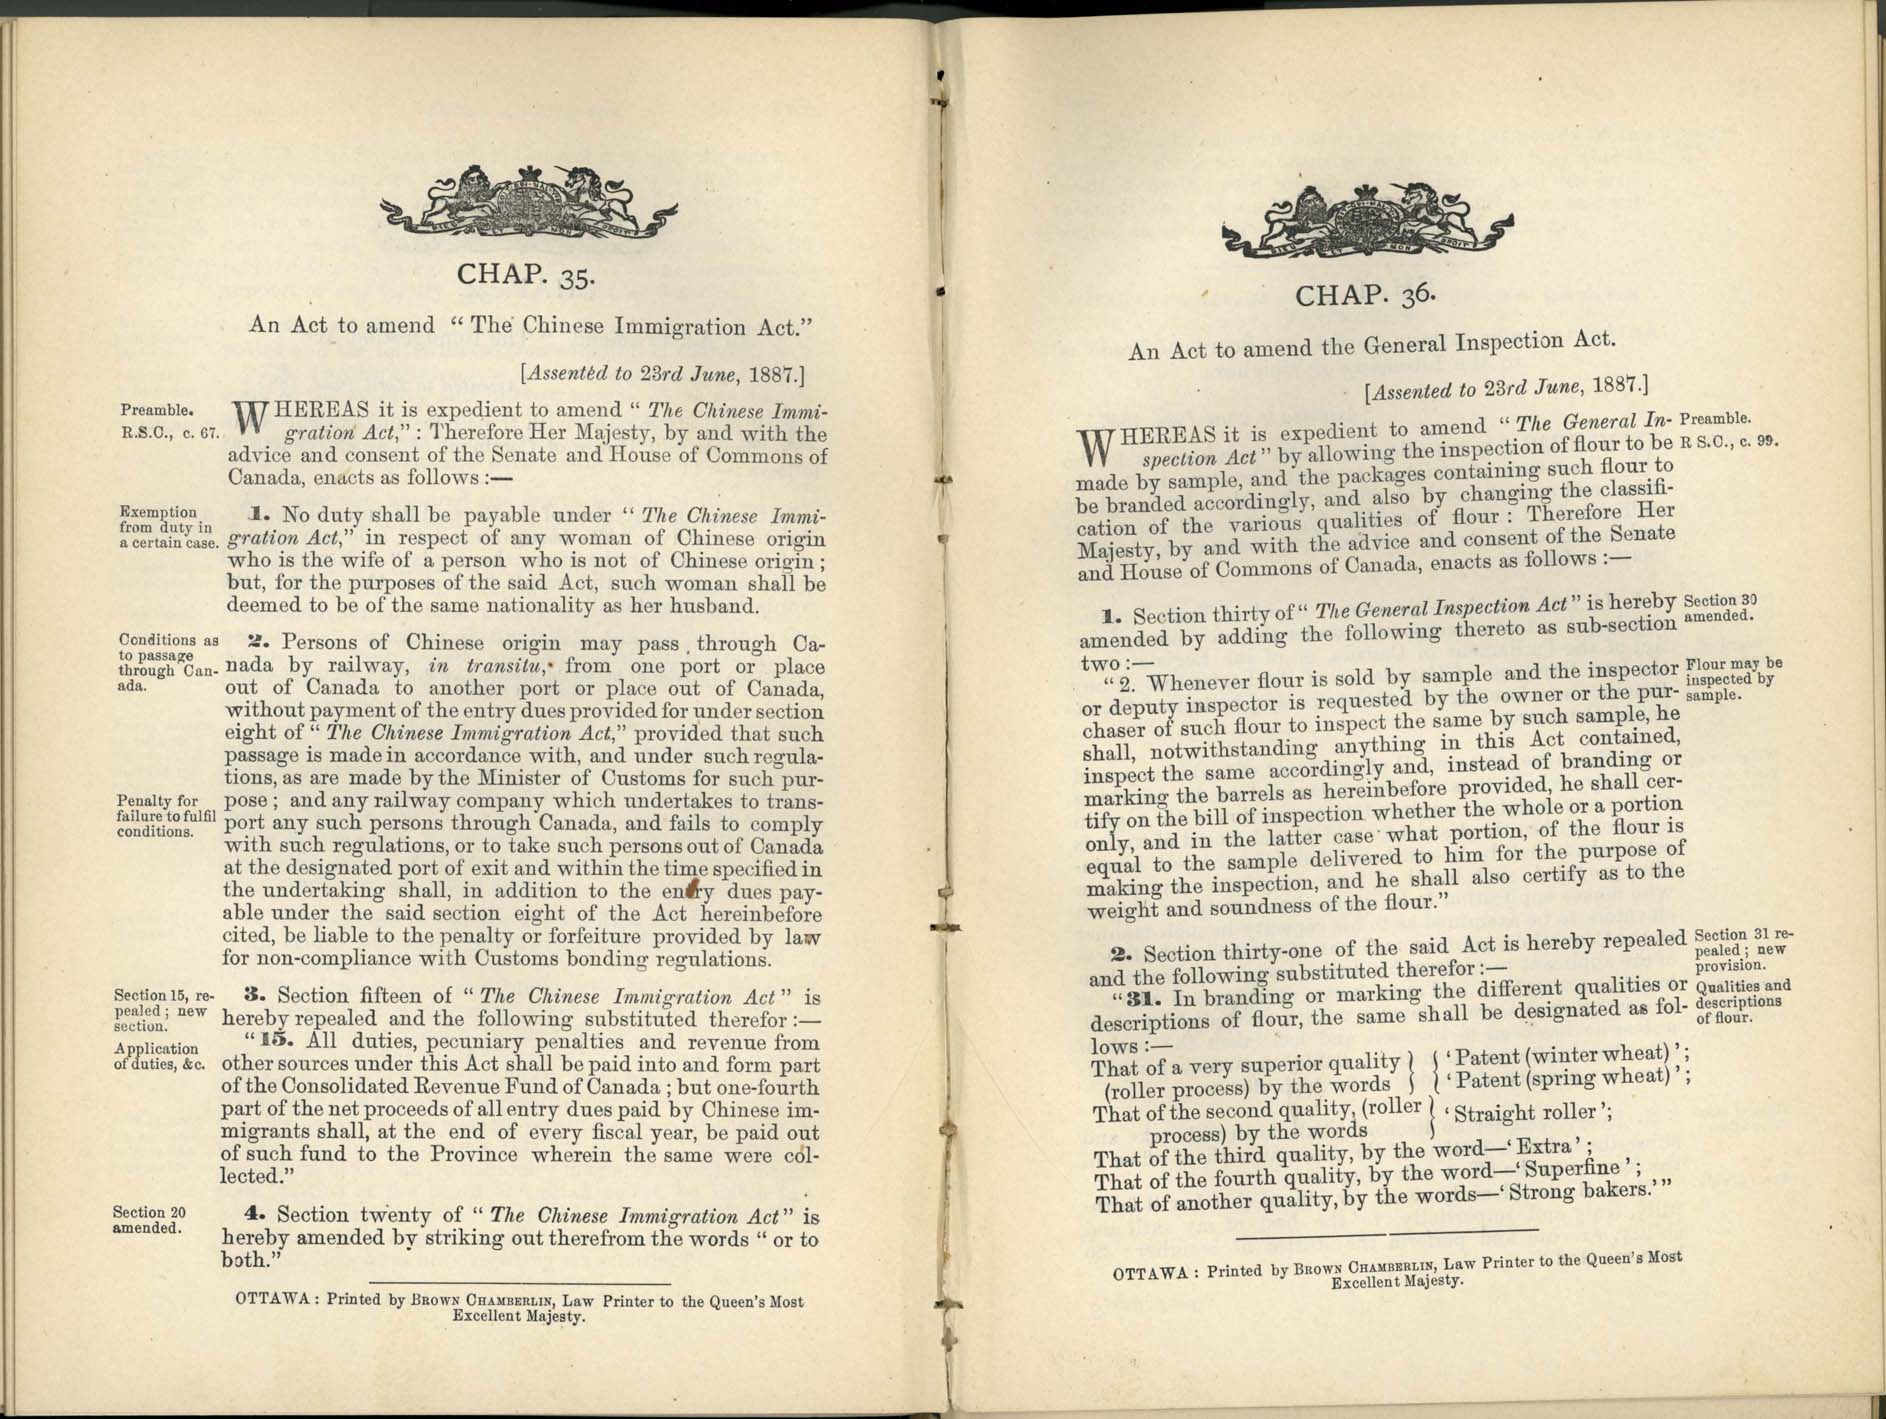 CHAP. 35.
An Act to amend “ The Chinese Immigration Act.”
[Assented to 23rd June, 1887.]
Preamble.
R.S.C., c. 67.
WHEREAS it is expedient to amend “ The Chinese Immi-
gration Act,” : Therefore Her Majesty, by and with the
advice and consent of the Senate and House of Commons of
Canada, enacts as follows :—
Exemption
from duty in
a certain case.
1. No duty shall be payable under “ The Chinese Immi-
gration Act,” in respect of any woman of Chinese origin
who is the wife of a person who is not of Chinese origin ;
but, for the purposes of the said Act, such woman shall be
deemed to be of the same nationality as her husband.
Conditions as
to passage
through Can-
ada.
2. Persons of Chinese origin may pass through Ca-
nada by railway, in transitu, from one port or place
out of Canada to another port or place out of Canada,
without payment of the entry dues provided for under section
eight of “ The Chinese Immigration Act,” provided that such
passage is made in accordance with, and under such regula-
tions, as are made by the Minister of Customs for such pur-
Penalty for
failure to fulfil
conditions.
pose ; and any railway company which undertakes to trans-
port any such persons through Canada, and fails to comply
with such regulations, or to take such persons out of Canada
at the designated port of exit and within the time specified in
the undertaking shall, in addition to the entry dues pay-
able under the said section eight of the Act hereinbefore
cited, be liable to the penalty or forfeiture provided by law
for non-compliance with Customs bonding regulations.
Section 15, re-
pealed ; new
section.
3. Section fifteen of “ The Chinese Immigration Act ” is
hereby repealed and the following substituted therefor :—
Application
of duties, &c.
“ 15. All duties, pecuniary penalties and revenue from
other sources under this Act shall be paid into and form part
of the Consolidated Revenue Fund of Canada ; but one-fourth
part of the net proceeds of all entry dues paid by Chinese im-
migrants shall, at the end of every fiscal year, be paid out
of such fund to the Province wherein the same were col-
lected.”
Section 20
amended.
4. Section twenty of “ The Chinese Immigration Act ” is
hereby amended by striking out therefrom the words “ or to
both.”
OTTAWA : Printed by BROWN CHAMBERLIN, Law Printer to the Queen's Most
Excellent Majesty.
CHAP. 36.
An Act to amend the General Inspection Act.
[Assented to 23rd June, 1887.]
WHEREAS it is expedient to amend “ The General In-
spection Act ” by allowing the inspection of flour to be
made by sample, and the packages containing such flour to
be branded accordingly, and also by changing the classifi-
cation of the various qualities of flour : Therefore Her
Majesty, by and with the advice and consent of the Senate
and House of Commons of Canada, enacts as follows :—
Preamble.
R S.C., c. 99.
1. Section thirty of “ The General Inspection Act ” is hereby
amended by adding the following thereto as sub-section
two :—
Section 30
amended.
“ 2. Whenever flour is sold by sample and the inspector
or deputy inspector is requested by the owner or the pur-
chaser of such flour to inspect the same by such sample, he
shall, notwithstanding anything in this Act contained,
inspect the same accordingly and, instead of branding or
marking the barrels as hereinbefore provided, he shall cer-
tify on the bill of inspection whether the whole or a portion
only, and in the latter case what portion, of the flour is
equal to the sample delivered to him for the purpose of
making the inspection, and he shall also certify as to the
weight and soundness of the flour.”
Flour may be
inspected by
sample.
2. Section thirty-one of the said Act is hereby repealed
and the following substituted therefor :—
Section 31 re-
pealed ; new
provision.
“ 31. In branding or marking the different qualities or
descriptions of flour, the same shall be designated as fol-
lows :—
Qualities and
descriptions
of flour.
That of a very superior quality } { ‘ Patent (winter wheat) ’ ;
(roller process) by the words } { ‘ Patent (spring wheat) ’ ;
That of the second quality, (roller } ‘ Straight roller ’;
process) by the words
That of the third quality, by the word—‘ Extra ’ ;
That of the fourth quality, by the word—‘ Superfine ’ ;
That of another quality, by the words—‘ Strong bakers.’ ”
OTTAWA : Printed by BROWN CHAMBERLIN, Law Printer to the Queen's Most
Excellent Majesty.